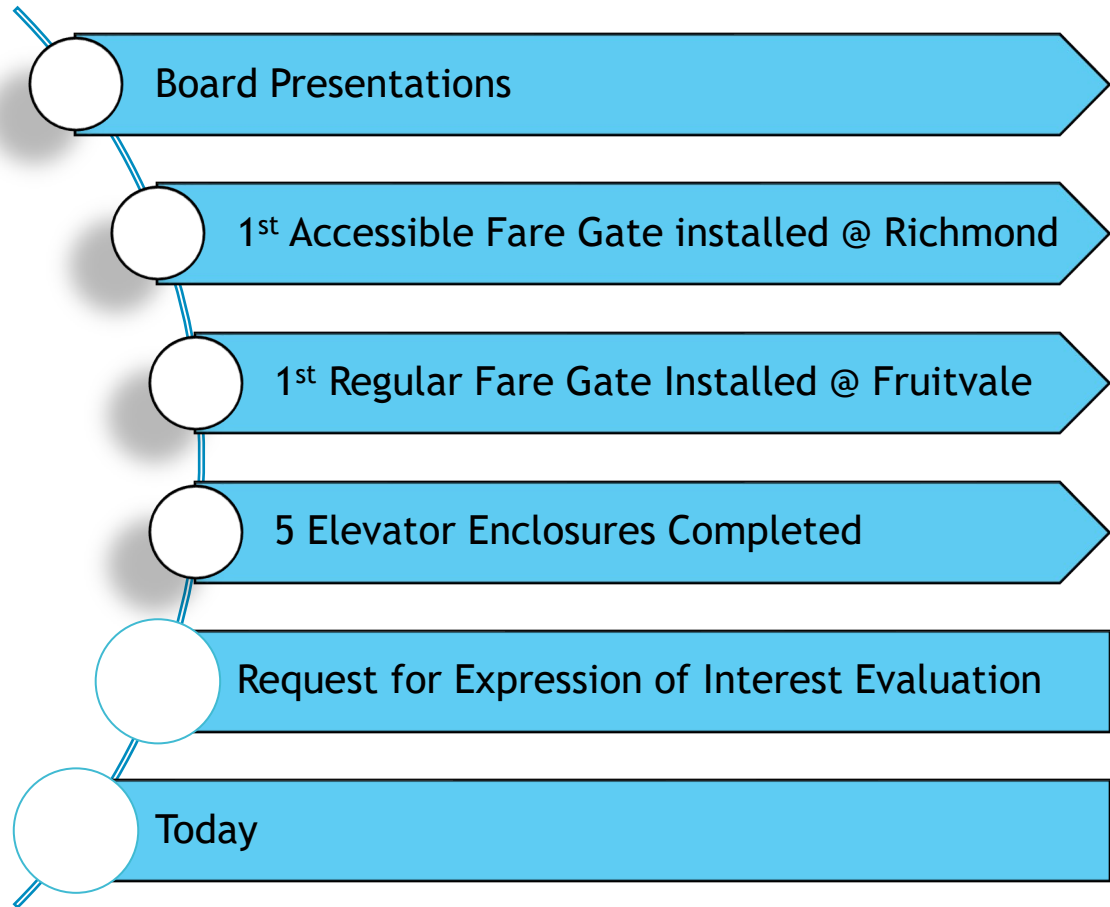 Board Presentations
1st Accessible Fare Gate installed @ Richmond
1st Regular Fare Gate Installed @ Fruitvale
5 Elevator Enclosures Completed
Request for Expression of Interest Evaluation
Today